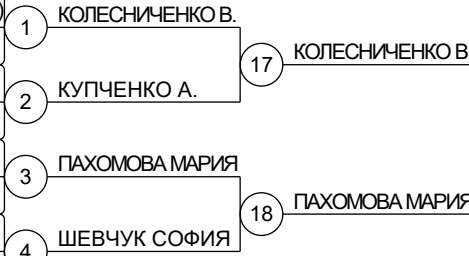 1 КОЛЕСНИЧЕНКО В.
17 КОЛЕСНИЧЕНКО В
2 КУПЧЕНКО А.
3 ПАХОМОВА МАРИЯ
18 ПАХОМОВА МАРИЯ
4 ШЕВЧУК СОФИЯ